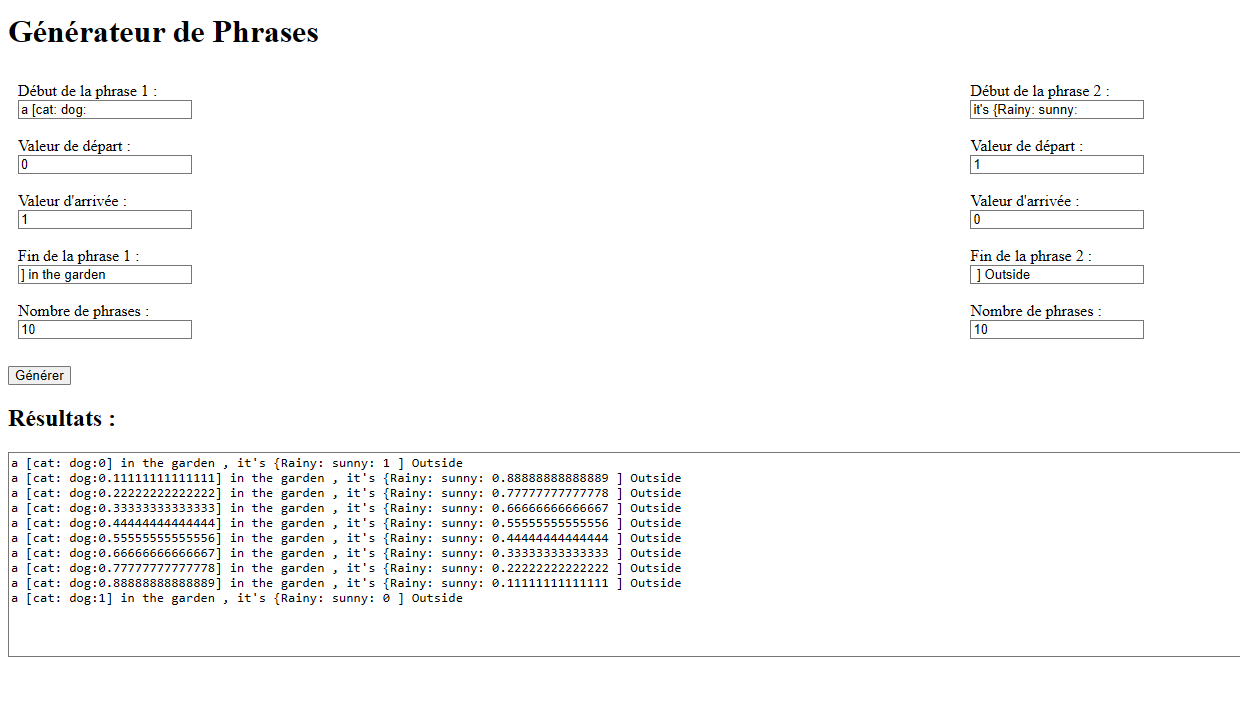 Générateur de Phrases
Début de la phrase 1 :
a [cat: dog:
Valeur de départ :
0
Valeur d'arrivée :
1
Fin de la phrase 1 :
] in the garden
Nombre de phrases :
10
Début de la phrase 2 :
it's {Rainy: sunny:
Valeur de départ :
1
Valeur d'arrivée :
0
Fin de la phrase 2 :
] Outside
Nombre de phrases :
10
Générer
Résultats :
a [cat: dog:0] in the garden , it's {Rainy: sunny: 1 ] Outside
a [cat: dog:0.11111111111111] in the garden , it's {Rainy: sunny: 0.88888888888889 ] Outside
a [cat: dog:0.22222222222222] in the garden , it's {Rainy: sunny: 0.77777777777778 ] Outside
a [cat: dog:0.33333333333333] in the garden , it's {Rainy: sunny: 0.66666666666667 ] Outside
a [cat: dog:0.44444444444444] in the garden , it's {Rainy: sunny: 0.55555555555556 ] Outside
a [cat: dog:0.55555555555556] in the garden , it's {Rainy: sunny: 0.44444444444444 ] Outside
a [cat: dog:0.66666666666667] in the garden , it's {Rainy: sunny: 0.33333333333333 ] Outside
a [cat: dog:0.77777777777778] in the garden , it's {Rainy: sunny: 0.22222222222222 ] Outside
a [cat: dog:0.88888888888889] in the garden , it's {Rainy: sunny: 0.11111111111111 ] Outside
a [cat: dog:1] in the garden , it's {Rainy: sunny: 0 ] Outside